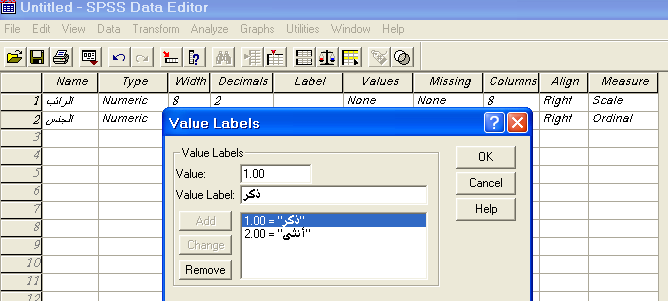 Untitled - SPSS Data Editor
File Edit View Data Transform Analyze Graphs Utilities Window Help
Name Type Width Decimals Label Values Missing Columns Align Measure
1 الراتب Numeric 8 2 None None 8 Right Scale
2 الجنس Numeric Right Ordinal
3
4
5
6
7
8
9
10
11
12
Value Labels
Value Labels
Value: 1.00
Value Label: ذكر
Add
Change
Remove
1.00 = "ذكر"
2.00 = "أنثى"
OK
Cancel
Help